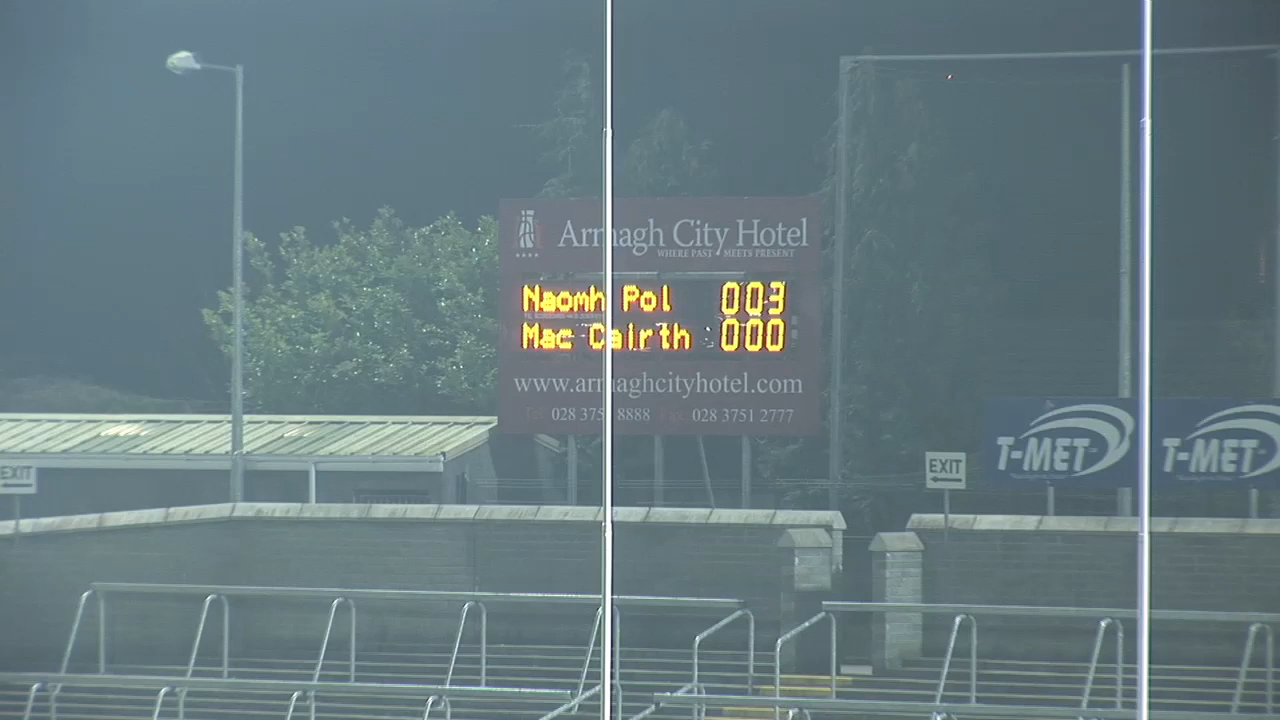 Armagh City Hotel
WHERE PAST MEETS PRESENT
Naomh Pol 003
Mac Cairth 000
www.armaghcityhotel.com
028 375 8888 028 3751 2777
T-MET
T-MET
EXIT
EXIT